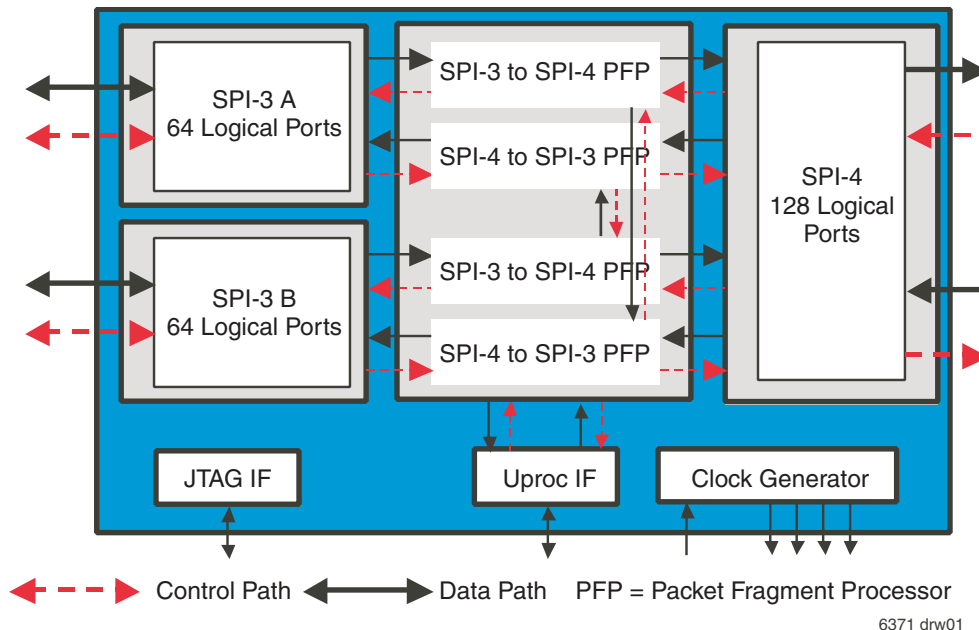 SPI-3 A
64 Logical Ports
SPI-3 B
64 Logical Ports
SPI-3 to SPI-4 PFP
SPI-4 to SPI-3 PFP
SPI-3 to SPI-4 PFP
SPI-4 to SPI-3 PFP
SPI-4
128 Logical
Ports
JTAG IF
Uproc IF
Clock Generator
Control Path
Data Path
PFP = Packet Fragment Processor
6371 drw01